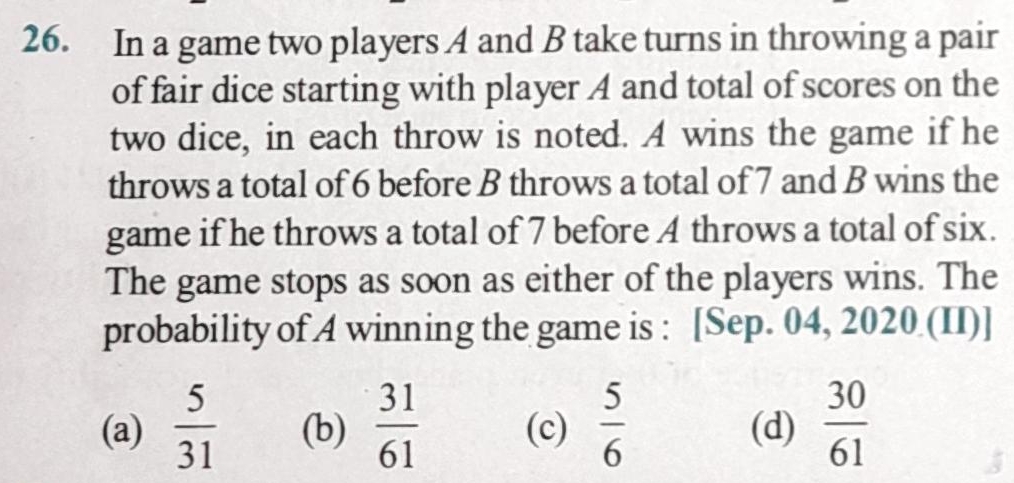 26. In a game two players A and B take turns in throwing a pair
of fair dice starting with player A and total of scores on the
two dice, in each throw is noted. A wins the game if he
throws a total of 6 before B throws a total of 7 and B wins the
game if he throws a total of 7 before A throws a total of six.
The game stops as soon as either of the players wins. The
probability of A winning the game is : [Sep. 04, 2020 (II)]
(a) 5/31 (b) 31/61 (c) 5/6 (d) 30/61